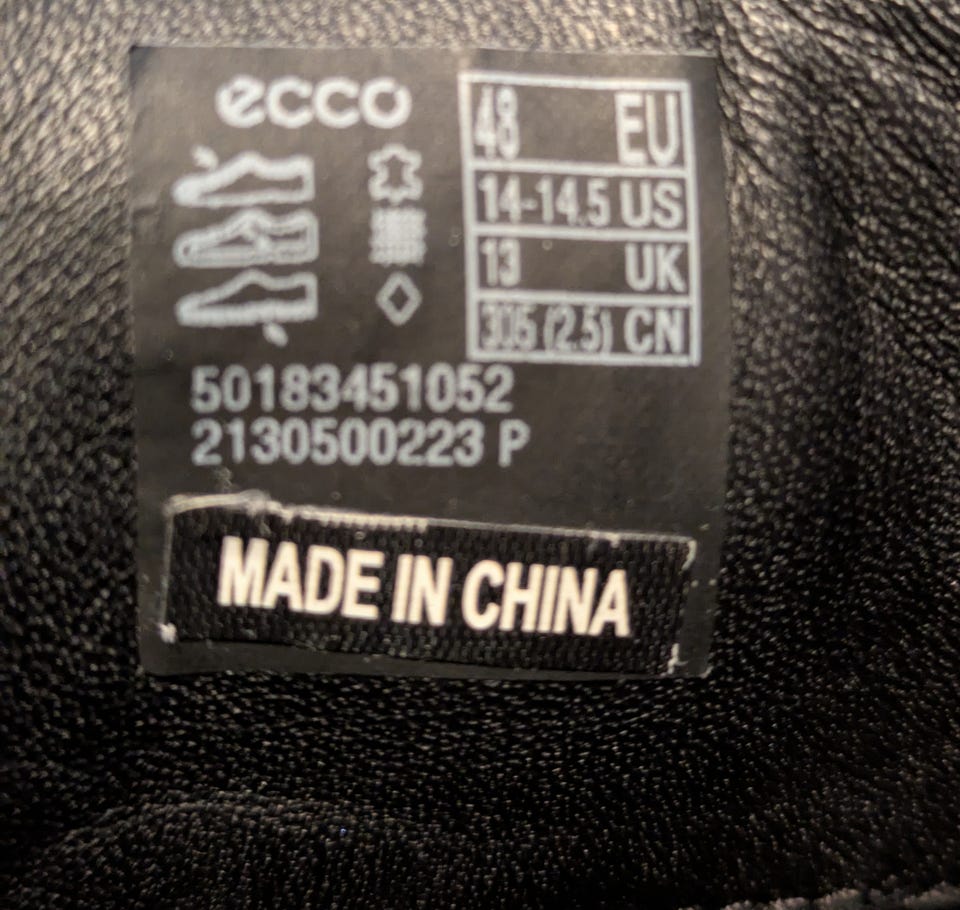 ecco
48 EU
14-14.5 US
13 UK
305 (2.5) CN
50183451052
2130500223 P
MADE IN CHINA